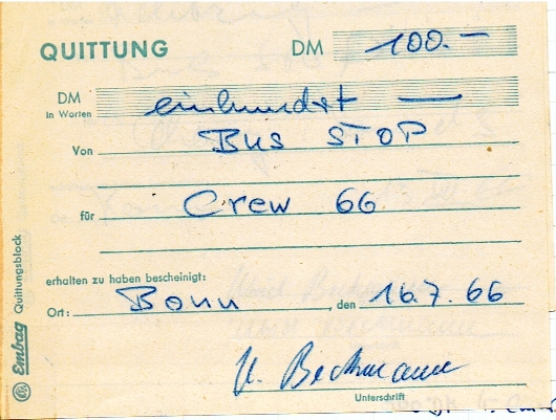 QUITTUNG DM 100.–
DM einhundert —
in Worten
Von BUS STOP
für Crew 66
erhalten zu haben bescheinigt:
Ort: Bonn, den 16.7.66
Beckmann
Unterschrift
Embag Quittungsblock